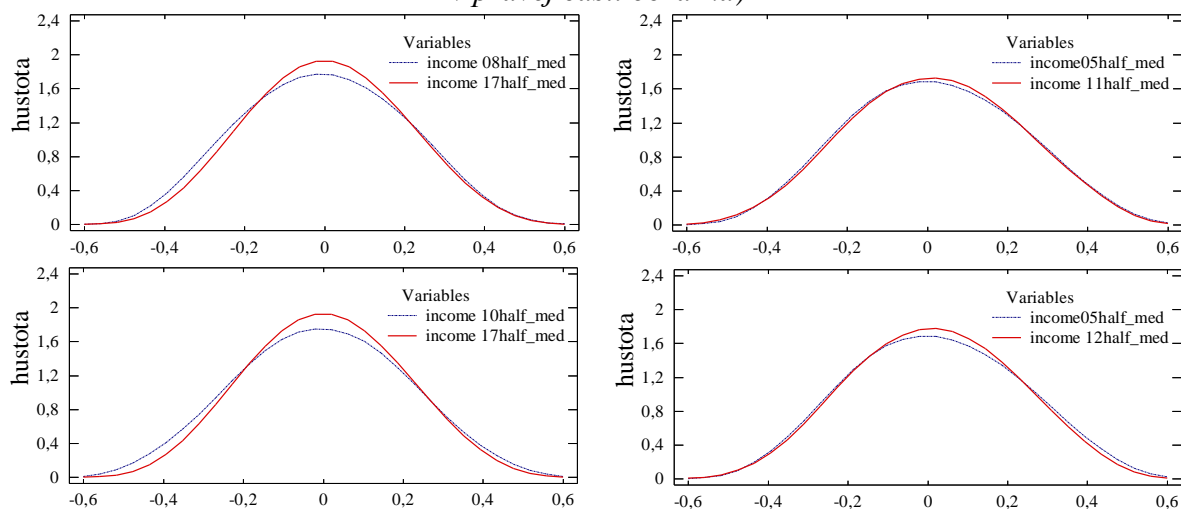 Variables
income 08half_med
income 17half_med
hustota
2,4
2
1,6
1,2
0,8
0,4
0
-0,6 -0,4 -0,2 0 0,2 0,4 0,6
Variables
income05half_med
income 11half_med
hustota
2,4
2
1,6
1,2
0,8
0,4
0
-0,6 -0,4 -0,2 0 0,2 0,4 0,6
Variables
income 10half_med
income 17half_med
hustota
2,4
2
1,6
1,2
0,8
0,4
0
-0,6 -0,4 -0,2 0 0,2 0,4 0,6
Variables
income05half_med
income 12half_med
hustota
2,4
2
1,6
1,2
0,8
0,4
0
-0,6 -0,4 -0,2 0 0,2 0,4 0,6